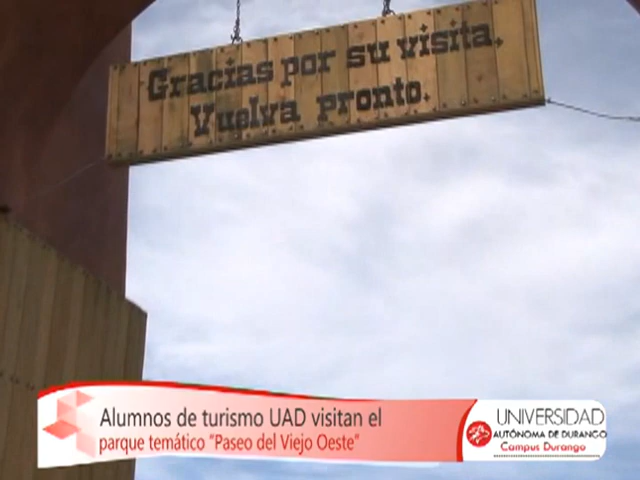 Gracias por su visita.
Vuelva pronto.
Alumnos de turismo UAD visitan el
parque temático "Paseo del Viejo Oeste"
UNIVERSIDAD
AUTÓNOMA DE DURANGO
Campus Durango